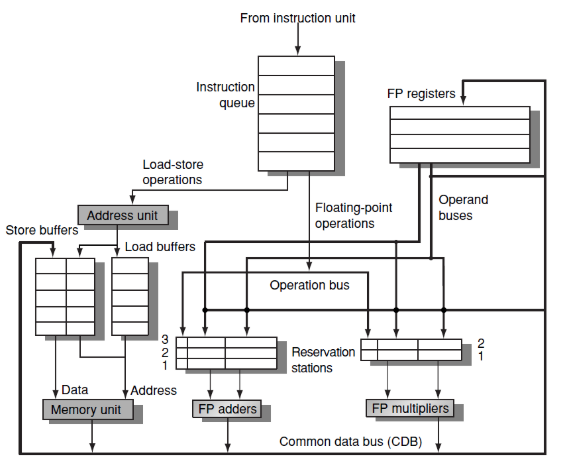 From instruction unit
Instruction
queue
FP registers
Load-store
operations
Address unit
Floating-point
operations
Operand
buses
Store buffers
Load buffers
Operation bus
3
2
1
Reservation
stations
2
1
Data
Address
Memory unit
FP adders
FP multipliers
Common data bus (CDB)